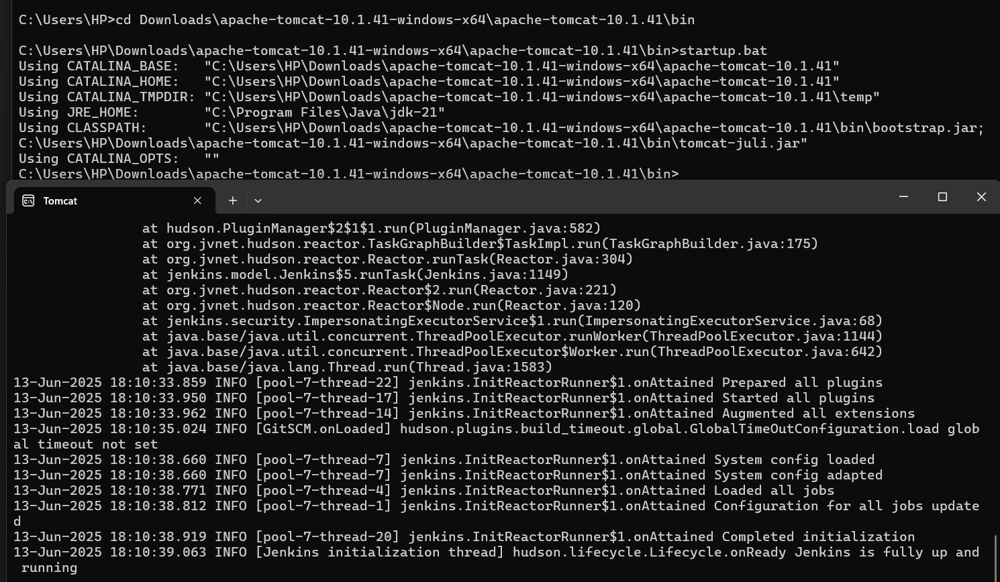 C:\Users\HP>cd Downloads\apache-tomcat-10.1.41-windows-x64\apache-tomcat-10.1.41\bin
C:\Users\HP\Downloads\apache-tomcat-10.1.41-windows-x64\apache-tomcat-10.1.41\bin>startup.bat
Using CATALINA_BASE:   "C:\Users\HP\Downloads\apache-tomcat-10.1.41-windows-x64\apache-tomcat-10.1.41"
Using CATALINA_HOME:   "C:\Users\HP\Downloads\apache-tomcat-10.1.41-windows-x64\apache-tomcat-10.1.41"
Using CATALINA_TMPDIR: "C:\Users\HP\Downloads\apache-tomcat-10.1.41-windows-x64\apache-tomcat-10.1.41\temp"
Using JRE_HOME:        "C:\Program Files\Java\jdk-21"
Using CLASSPATH:       "C:\Users\HP\Downloads\apache-tomcat-10.1.41-windows-x64\apache-tomcat-10.1.41\bin\bootstrap.jar;
C:\Users\HP\Downloads\apache-tomcat-10.1.41-windows-x64\apache-tomcat-10.1.41\bin\tomcat-juli.jar"
Using CATALINA_OPTS:   ""
C:\Users\HP\Downloads\apache-tomcat-10.1.41-windows-x64\apache-tomcat-10.1.41\bin>
Tomcat
at hudson.PluginManager$2$1$1.run(PluginManager.java:582)
at org.jvnet.hudson.reactor.TaskGraphBuilder$TaskImpl.run(TaskGraphBuilder.java:175)
at org.jvnet.hudson.reactor.Reactor.runTask(Reactor.java:304)
at jenkins.model.Jenkins$5.runTask(Jenkins.java:1149)
at org.jvnet.hudson.reactor.Reactor$2.run(Reactor.java:221)
at org.jvnet.hudson.reactor.Reactor$Node.run(Reactor.java:120)
at jenkins.security.ImpersonatingExecutorService$1.run(ImpersonatingExecutorService.java:68)
at java.base/java.util.concurrent.ThreadPoolExecutor.runWorker(ThreadPoolExecutor.java:1144)
at java.base/java.util.concurrent.ThreadPoolExecutor$Worker.run(ThreadPoolExecutor.java:642)
at java.base/java.lang.Thread.run(Thread.java:1583)
13-Jun-2025 18:10:33.859 INFO [pool-7-thread-22] jenkins.InitReactorRunner$1.onAttained Prepared all plugins
13-Jun-2025 18:10:33.950 INFO [pool-7-thread-17] jenkins.InitReactorRunner$1.onAttained Started all plugins
13-Jun-2025 18:10:33.962 INFO [pool-7-thread-14] jenkins.InitReactorRunner$1.onAttained Augmented all extensions
13-Jun-2025 18:10:35.024 INFO [GitSCM.onLoaded] hudson.plugins.build_timeout.global.GlobalTimeOutConfiguration.load glob
al timeout not set
13-Jun-2025 18:10:38.660 INFO [pool-7-thread-7] jenkins.InitReactorRunner$1.onAttained System config loaded
13-Jun-2025 18:10:38.660 INFO [pool-7-thread-7] jenkins.InitReactorRunner$1.onAttained System config adapted
13-Jun-2025 18:10:38.771 INFO [pool-7-thread-4] jenkins.InitReactorRunner$1.onAttained Loaded all jobs
13-Jun-2025 18:10:38.812 INFO [pool-7-thread-1] jenkins.InitReactorRunner$1.onAttained Configuration for all jobs update
d
13-Jun-2025 18:10:38.919 INFO [pool-7-thread-20] jenkins.InitReactorRunner$1.onAttained Completed initialization
13-Jun-2025 18:10:39.063 INFO [Jenkins initialization thread] hudson.lifecycle.Lifecycle.onReady Jenkins is fully up and
running